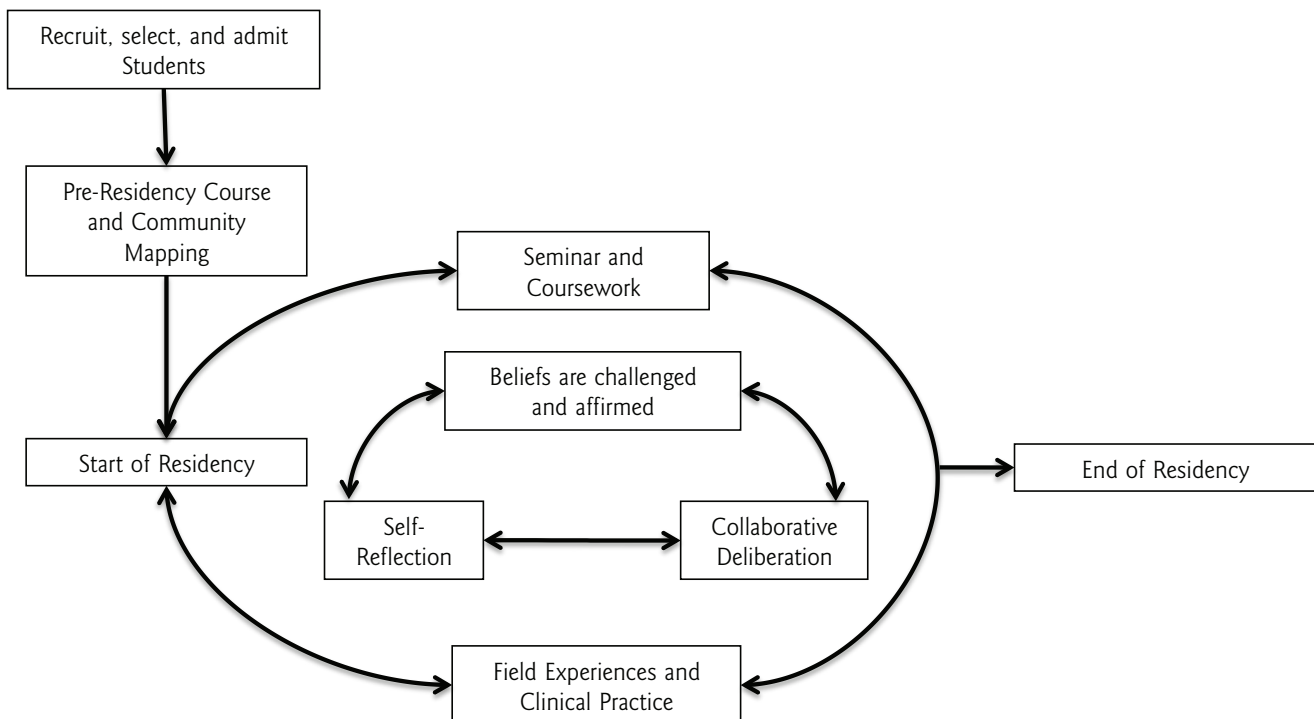 Recruit, select, and admit
Students
Pre-Residency Course
and Community
Mapping
Seminar and
Coursework
Beliefs are challenged
and affirmed
Start of Residency
End of Residency
Self-
Reflection
Collaborative
Deliberation
Field Experiences and
Clinical Practice